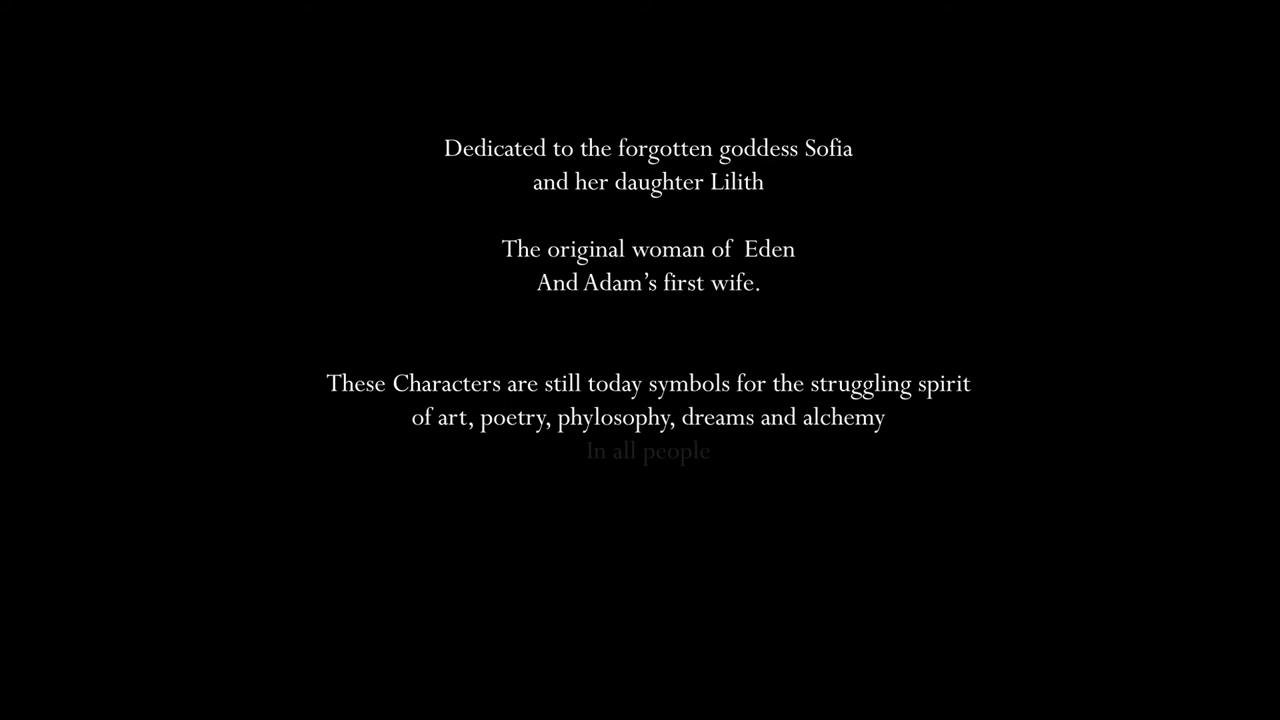 Dedicated to the forgotten goddess Sofia
and her daughter Lilith
The original woman of  Eden
And Adam’s first wife.
These Characters are still today symbols for the struggling spirit
of art, poetry, phylosophy, dreams and alchemy
In all people